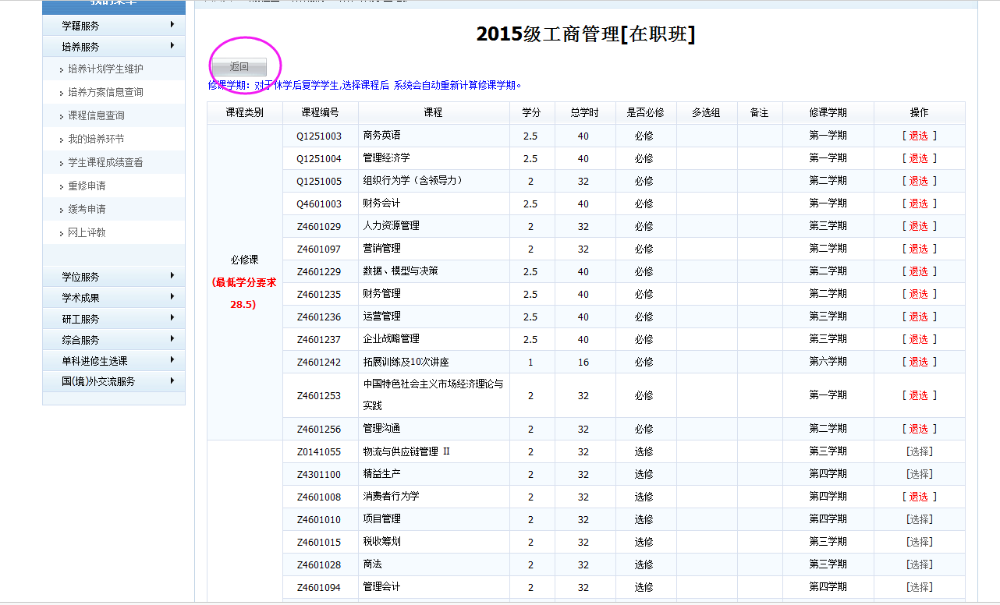 我的菜单
学籍服务
培养服务
培养计划学生维护
培养方案信息查询
课程信息查询
我的培养环节
学生课程成绩查看
重修申请
缓考申请
网上评教
学位服务
学术成果
研工服务
综合服务
单科进修生选课
国(境)外交流服务
2015级工商管理[在职班]
返回
修课学期：对于休学后复学学生,选择课程后 系统会自动重新计算修课学期。
课程类别 课程编号 课程 学分 总学时 是否必修 多选组 备注 修课学期 操作
必修课
(最低学分要求
28.5)
Q1251003 商务英语 2.5 40 必修 第一学期 [ 退选 ]
Q1251004 管理经济学 2.5 40 必修 第一学期 [ 退选 ]
Q1251005 组织行为学（含领导力） 2 32 必修 第二学期 [ 退选 ]
Q4601003 财务会计 2.5 40 必修 第一学期 [ 退选 ]
Z4601029 人力资源管理 2 32 必修 第三学期 [ 退选 ]
Z4601097 营销管理 2 32 必修 第二学期 [ 退选 ]
Z4601229 数据、模型与决策 2.5 40 必修 第二学期 [ 退选 ]
Z4601235 财务管理 2.5 40 必修 第二学期 [ 退选 ]
Z4601236 运营管理 2.5 40 必修 第三学期 [ 退选 ]
Z4601237 企业战略管理 2.5 40 必修 第三学期 [ 退选 ]
Z4601242 拓展训练及10次讲座 1 16 必修 第六学期 [ 退选 ]
Z4601253 中国特色社会主义市场经济理论与
实践 2 32 必修 第一学期 [ 退选 ]
Z4601256 管理沟通 2 32 必修 第二学期 [ 退选 ]
Z0141055 物流与供应链管理 II 2 32 选修 第三学期 [选择]
Z4301100 精益生产 2 32 选修 第四学期 [选择]
Z4601008 消费者行为学 2 32 选修 第四学期 [ 退选 ]
Z4601010 项目管理 2 32 选修 第四学期 [选择]
Z4601015 税收筹划 2 32 选修 第三学期 [选择]
Z4601028 商法 2 32 选修 第三学期 [选择]
Z4601094 管理会计 2 32 选修 第四学期 [选择]